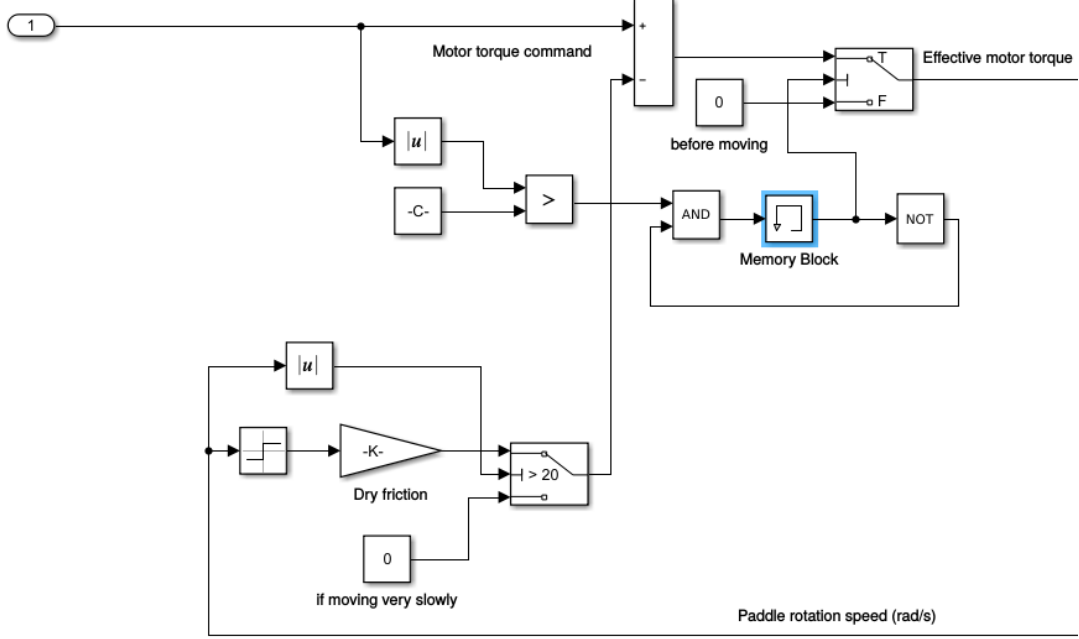 1
+
Motor torque command
T
Effective motor torque
−
0
F
|u|
before moving
-C-
>
AND
NOT
Memory Block
|u|
-K-
> 20
Dry friction
0
if moving very slowly
Paddle rotation speed (rad/s)